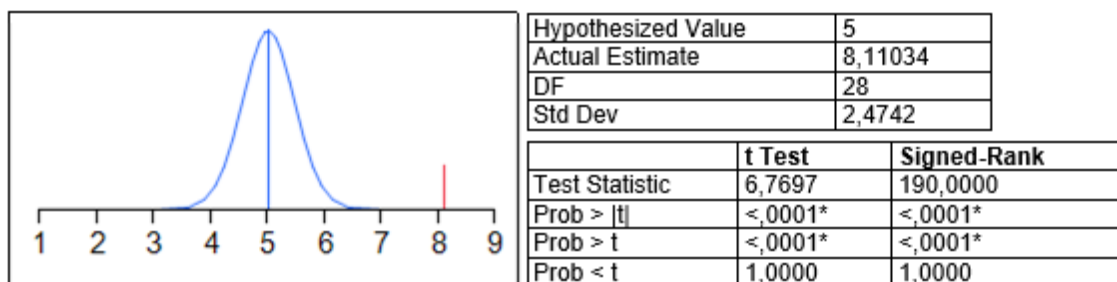 1 2 3 4 5 6 7 8 9
Hypothesized Value 5
Actual Estimate 8,11034
DF 28
Std Dev 2,4742
t Test Signed-Rank
Test Statistic 6,7697 190,0000
Prob > |t| <,0001* <,0001*
Prob > t <,0001* <,0001*
Prob < t 1,0000 1,0000